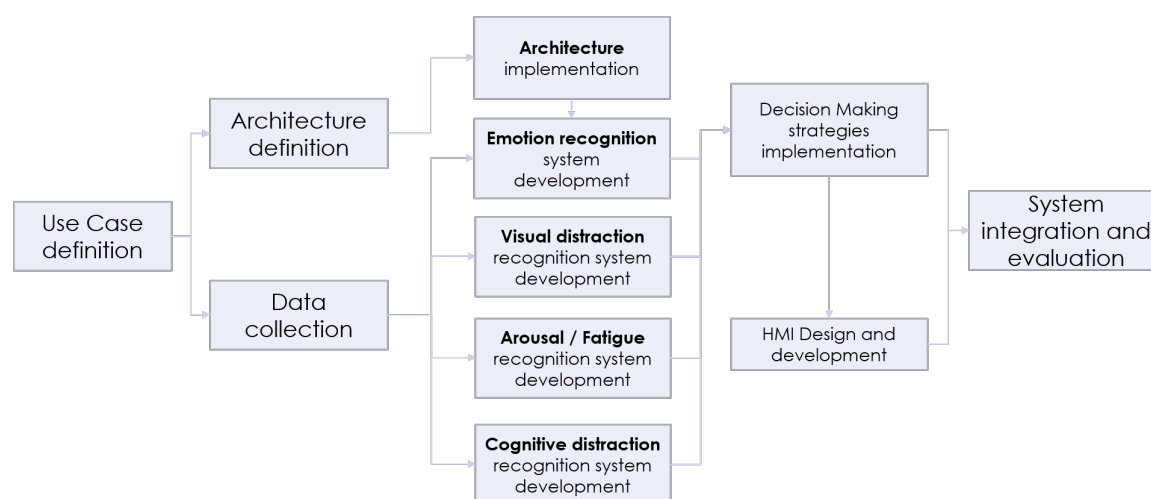 Use Case
definition
Architecture
definition
Data
collection
Architecture
implementation
Emotion recognition
system
development
Visual distraction
recognition system
development
Arousal / Fatigue
recognition system
development
Cognitive distraction
recognition system
development
Decision Making
strategies
implementation
HMI Design and
development
System
integration and
evaluation